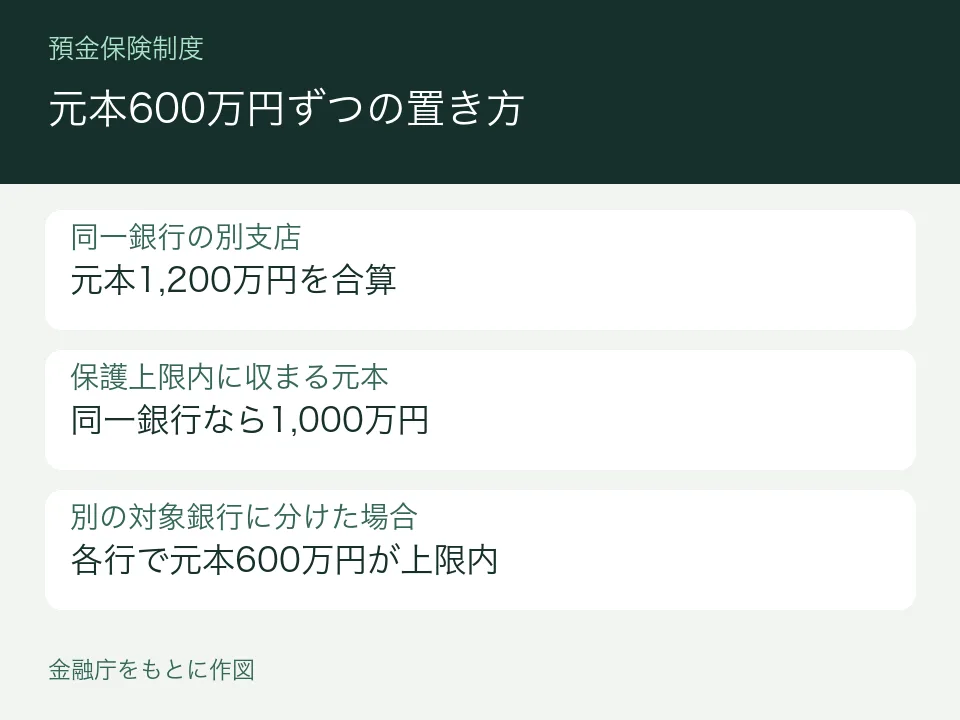 預金保険制度
元本600万円ずつの置き方
同一銀行の別支店
元本1,200万円を合算
保護上限内に収まる元本
同一銀行なら1,000万円
別の対象銀行に分けた場合
各行で元本600万円が上限内
金融庁をもとに作図